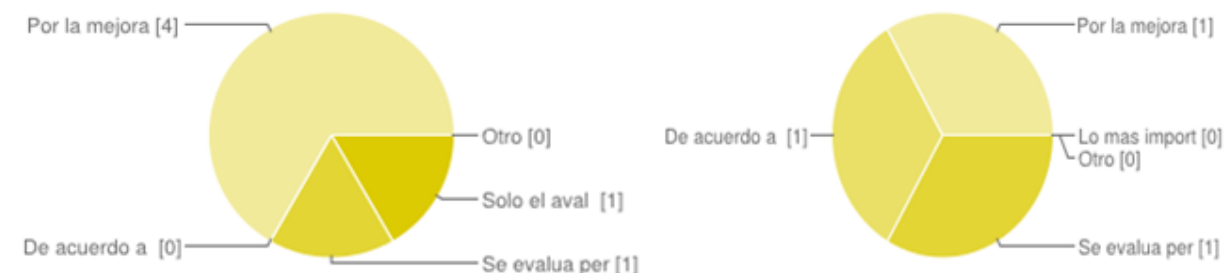 Por la mejora [4]
Otro [0]
Solo el aval [1]
De acuerdo a [0]
Se evalua per [1]
Por la mejora [1]
De acuerdo a [1]
Lo mas import [0]
Otro [0]
Se evalua per [1]